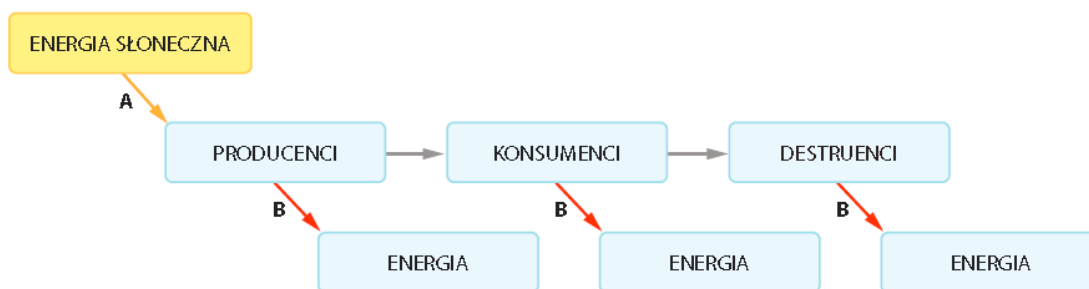 ENERGIA SŁONECZNA
A
PRODUCENCI
KONSUMENCI
DESTRUENCI
B
B
B
ENERGIA
ENERGIA
ENERGIA